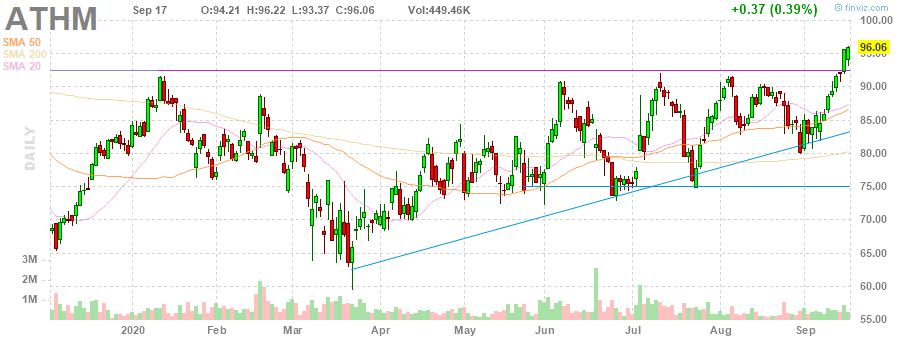 ATHM
Sep 17 O:94.21 H:96.22 L:93.37 C:96.06 Vol:449.46K +0.37 (0.39%)
© finviz.com
SMA 50
SMA 200
SMA 20
DAILY
100.00
96.06
95.00
90.00
85.00
80.00
75.00
70.00
65.00
60.00
55.00
3M
2M
1M
2020 Feb Mar Apr May Jun Jul Aug Sep